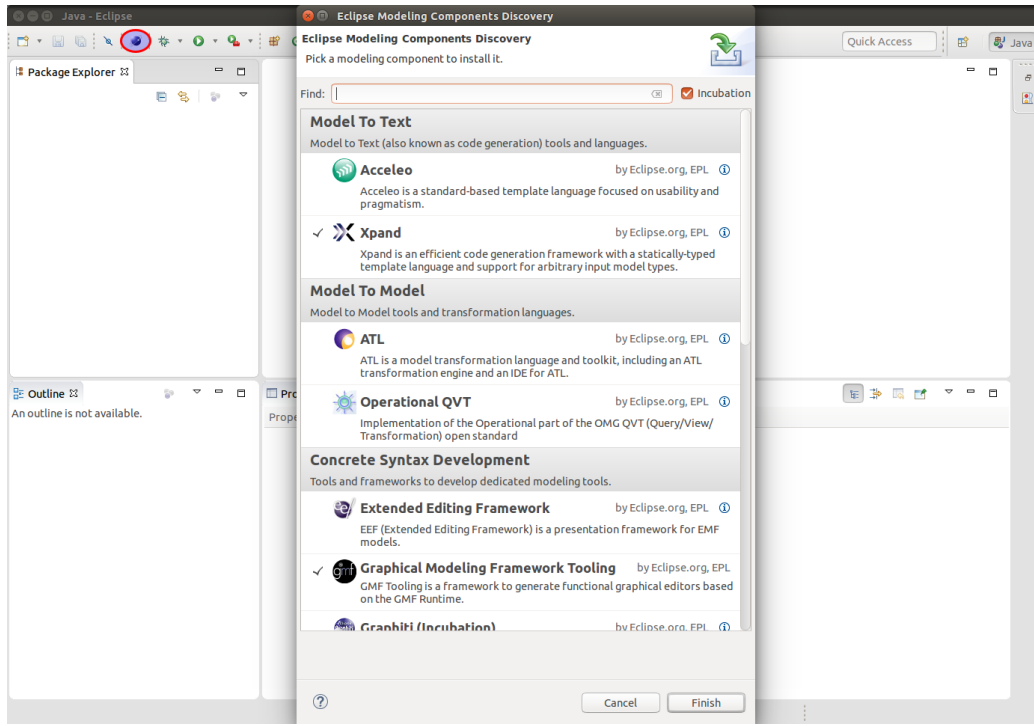 Java - Eclipse
Eclipse Modeling Components Discovery
Quick Access
Java
Eclipse Modeling Components Discovery
Pick a modeling component to install it.
Package Explorer
Find:
Incubation
Model To Text
Model to Text (also known as code generation) tools and languages.
Acceleo
by Eclipse.org, EPL
Acceleo is a standard-based template language focused on usability and
pragmatism.
Xpand
by Eclipse.org, EPL
Xpand is an efficient code generation framework with a statically-typed
template language and support for arbitrary input model types.
Model To Model
Model to Model tools and transformation languages.
ATL
by Eclipse.org, EPL
ATL is a model transformation language and toolkit, including an ATL
transformation engine and an IDE for ATL.
Operational QVT
by Eclipse.org, EPL
Implementation of the Operational part of the OMG QVT (Query/View/
Transformation) open standard
Concrete Syntax Development
Tools and frameworks to develop dedicated modeling tools.
Extended Editing Framework
by Eclipse.org, EPL
EEF (Extended Editing Framework) is a presentation framework for EMF
models.
gmf
Graphical Modeling Framework Tooling
by Eclipse.org, EPL
GMF Tooling is a framework to generate functional graphical editors based
on the GMF Runtime.
Graphiti (Incubation)
by Eclipse.org, EPL
Outline
An outline is not available.
Pro
Prope
Cancel
Finish